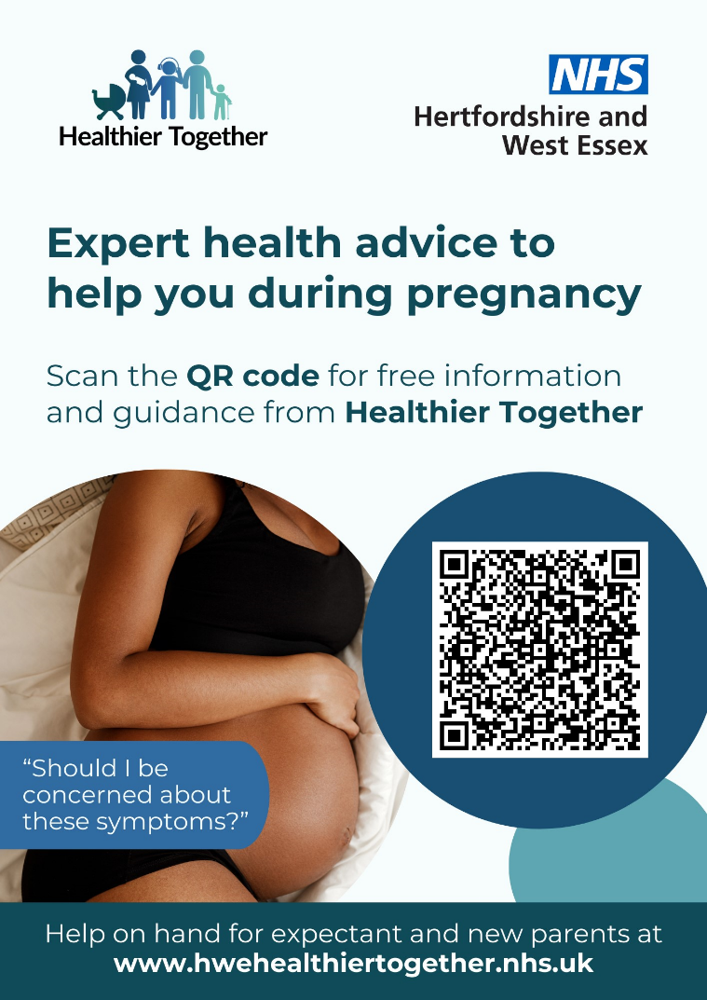 Healthier Together
NHS
Hertfordshire and
West Essex
Expert health advice to
help you during pregnancy
Scan the QR code for free information
and guidance from Healthier Together
“Should I be
concerned about
these symptoms?”
Help on hand for expectant and new parents at
www.hwehealthiertogether.nhs.uk